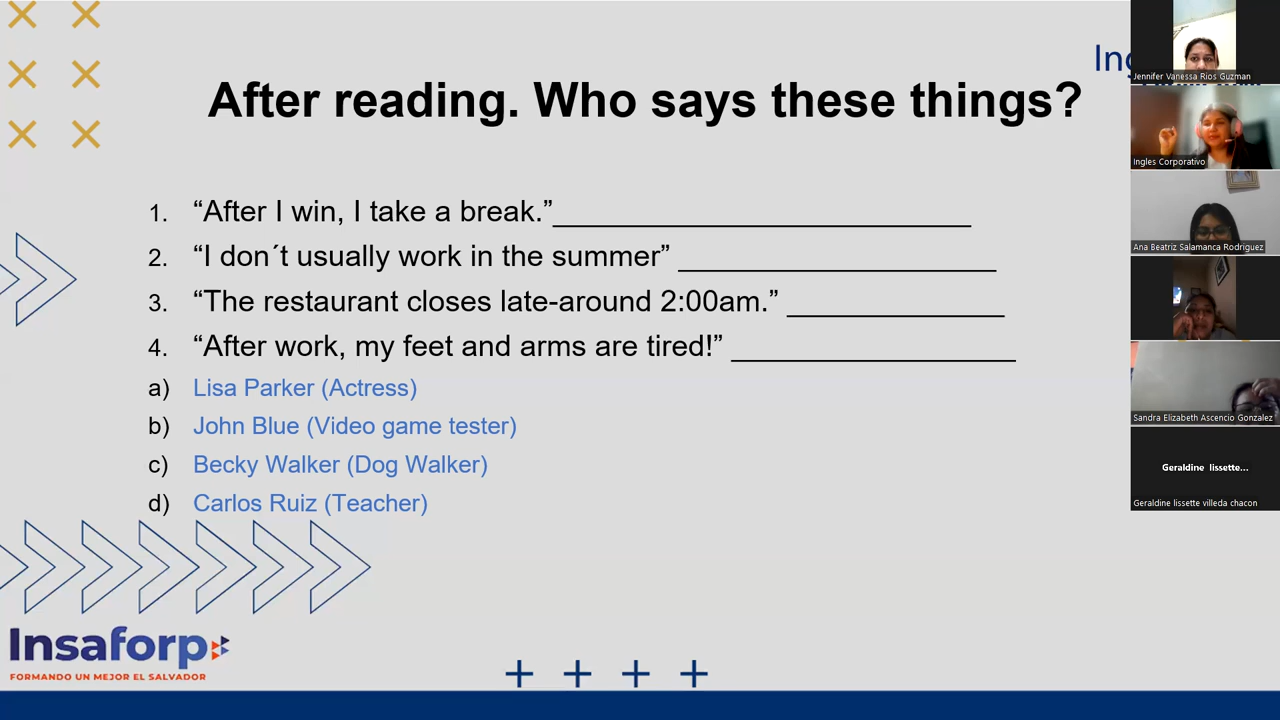 After reading. Who says these things?
1. “After I win, I take a break.”______________________
2. “I don´t usually work in the summer” _________________
3. “The restaurant closes late-around 2:00am.” ____________
4. “After work, my feet and arms are tired!” _______________
a) Lisa Parker (Actress)
b) John Blue (Video game tester)
c) Becky Walker (Dog Walker)
d) Carlos Ruiz (Teacher)
Insaforp
FORMANDO UN MEJOR EL SALVADOR
Jennifer Vanessa Rios Guzman
Ingles Corporativo
Ana Beatriz Salamanca Rodriguez
Sandra Elizabeth Ascencio Gonzalez
Geraldine lissette...
Geraldine lissette villeda chacon